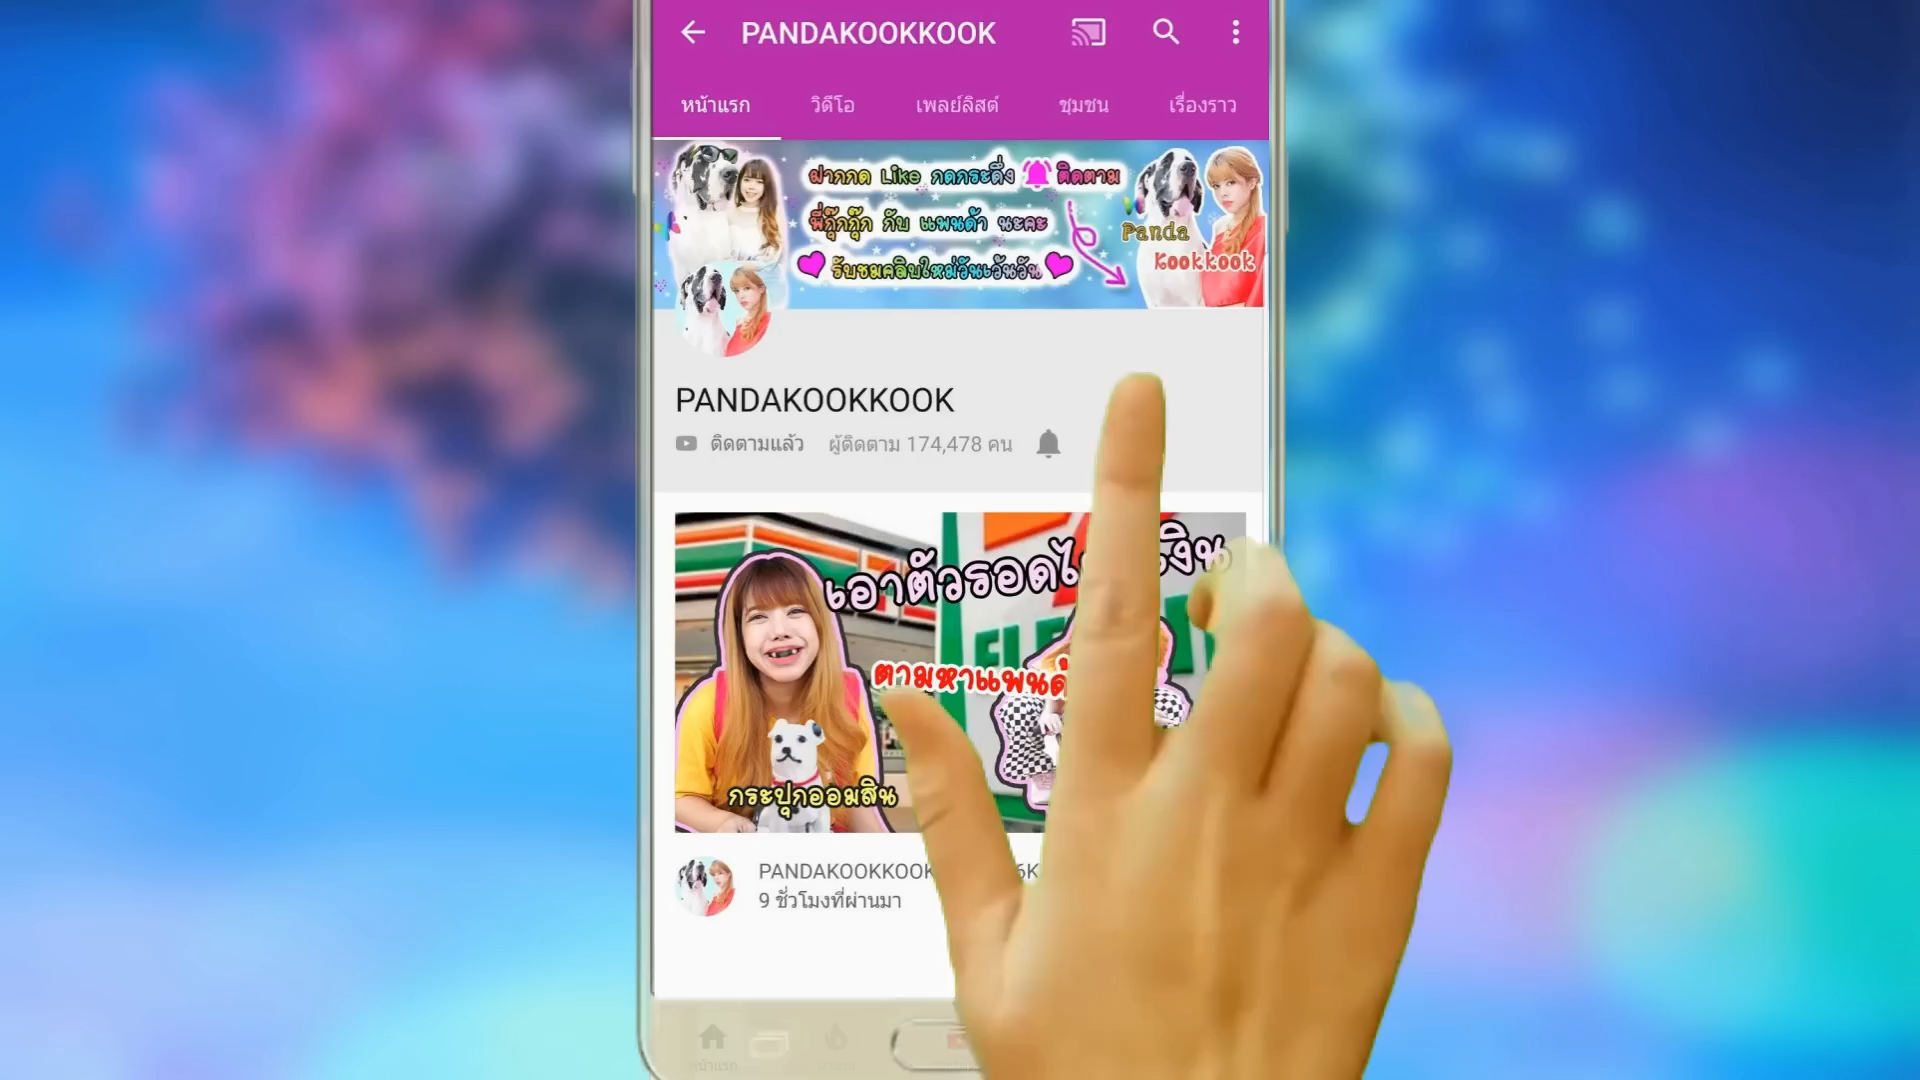 PANDAKOOKKOOK
หน้าแรก วิดีโอ เพลย์ลิสต์ ชุมชน เรื่องราว
ฝากกด Like กดกระดิ่ง ติดตาม
พี่กุ๊กกุ๊ก กับ แพนด้า นะคะ
รับชมคลิปใหม่วันเว้นวัน
Panda
Kookkook
PANDAKOOKKOOK
ติดตามแล้ว ผู้ติดตาม 174,478 คน
เอาตัวรอด
ตามหาแพนด้
กระปุกออมสิน
PANDAKOOKKOOK 6K
9 ชั่วโมงที่ผ่านมา
หน้าแรก